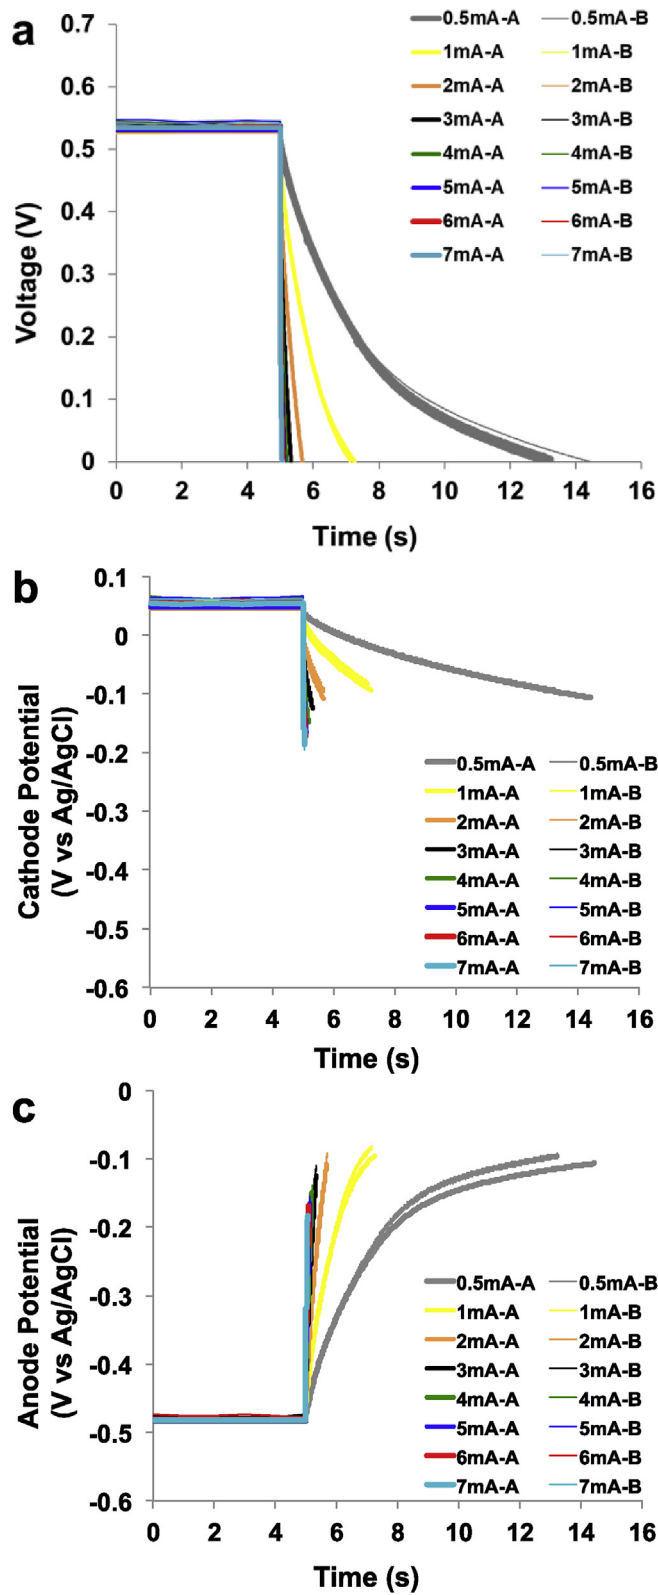 a
0.5mA-A 0.5mA-B
1mA-A 1mA-B
2mA-A 2mA-B
3mA-A 3mA-B
4mA-A 4mA-B
5mA-A 5mA-B
6mA-A 6mA-B
7mA-A 7mA-B
0.7
0.6
0.5
0.4
0.3
0.2
0.1
0
Voltage (V)
0 2 4 6 8 10 12 14 16
Time (s)
b
0.1
0
-0.1
-0.2
-0.3
-0.4
-0.5
-0.6
Cathode Potential
(V vs Ag/AgCl)
0.5mA-A 0.5mA-B
1mA-A 1mA-B
2mA-A 2mA-B
3mA-A 3mA-B
4mA-A 4mA-B
5mA-A 5mA-B
6mA-A 6mA-B
7mA-A 7mA-B
0 2 4 6 8 10 12 14 16
Time (s)
c
0
-0.1
-0.2
-0.3
-0.4
-0.5
-0.6
Anode Potential
(V vs Ag/AgCl)
0.5mA-A 0.5mA-B
1mA-A 1mA-B
2mA-A 2mA-B
3mA-A 3mA-B
4mA-A 4mA-B
5mA-A 5mA-B
6mA-A 6mA-B
7mA-A 7mA-B
0 2 4 6 8 10 12 14 16
Time (s)